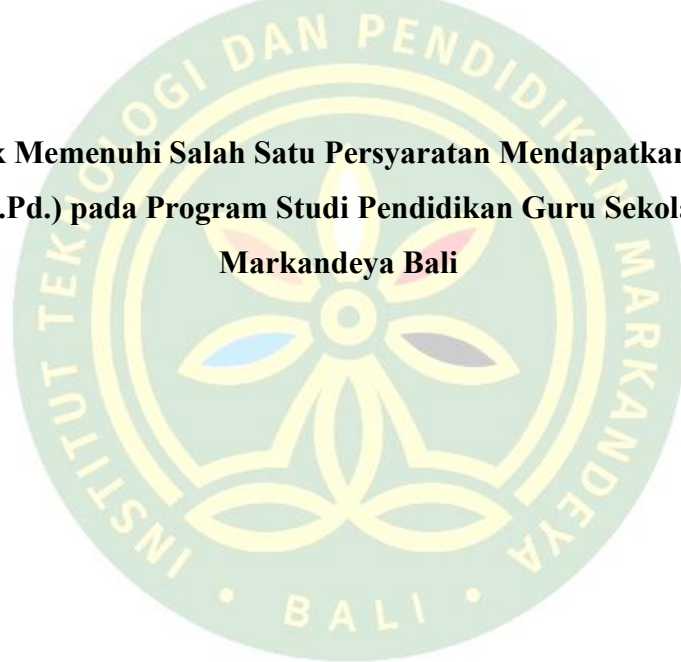 INSTITUT TEKNOLOGI DAN PENDIDIKAN MARKANDEYA
• BALI •
k Memenuhi Salah Satu Persyaratan Mendapatkan
.Pd.) pada Program Studi Pendidikan Guru Sekola
Markandeya Bali